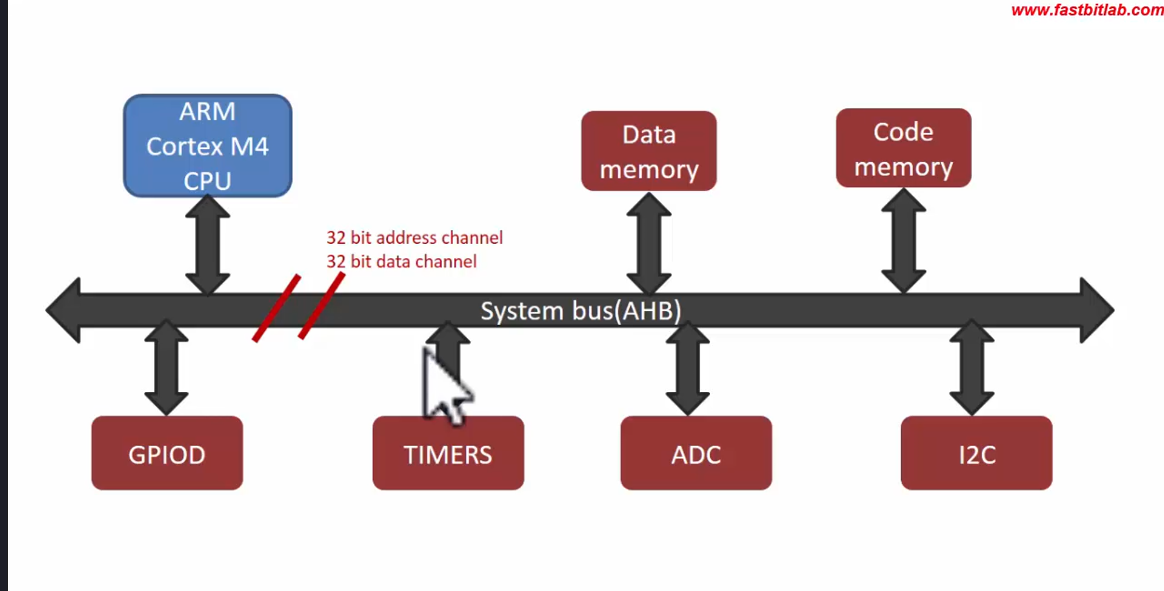 www.fastbitlab.com
ARM
Cortex M4
CPU
Data
memory
Code
memory
32 bit address channel
32 bit data channel
System bus(AHB)
GPIOD
TIMERS
ADC
I2C